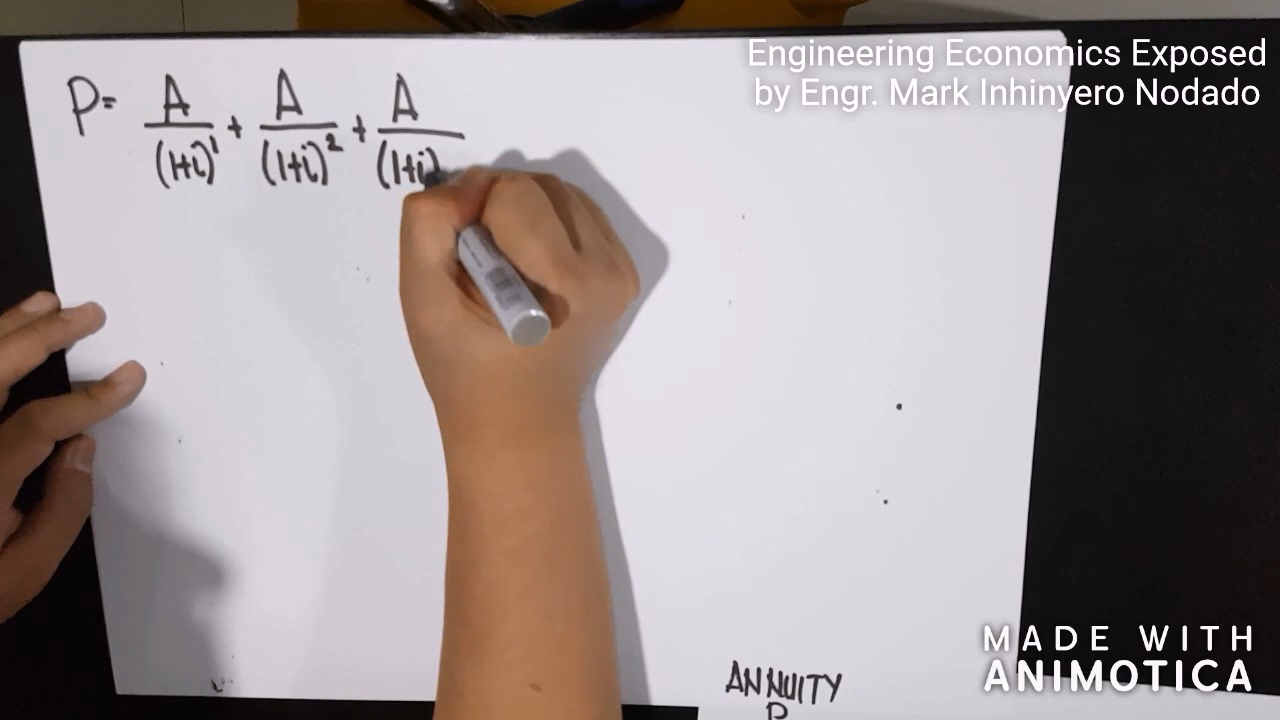 Engineering Economics Exposed
by Engr. Mark Inhinyero Nodado
P= A/(1+i)¹ + A/(1+i)² + A/(1+i)
ANNUITY
P
MADE WITH
ANIMOTICA